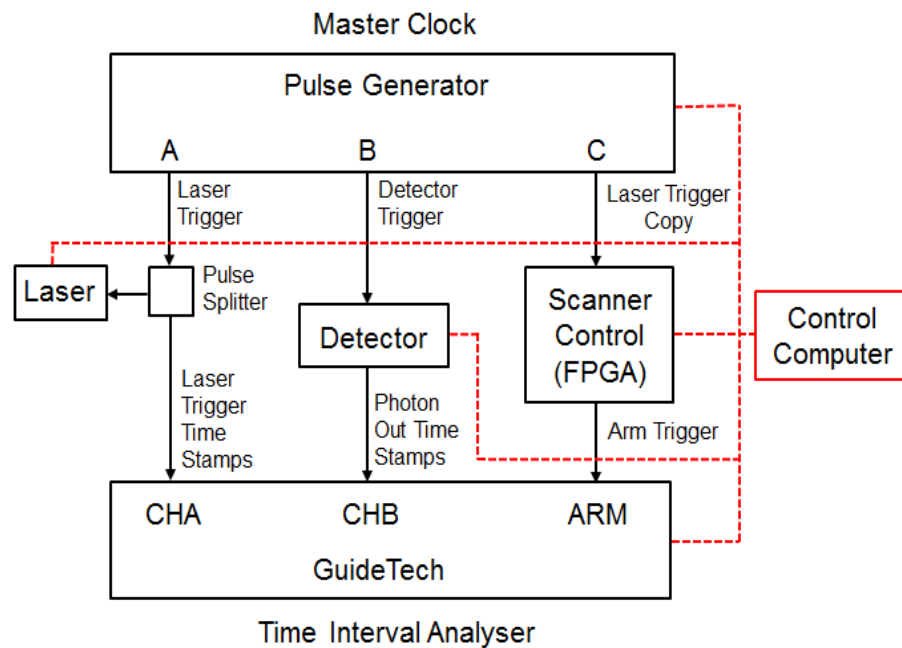 Master Clock
Pulse Generator
A
B
C
Laser
Trigger
Detector
Trigger
Laser Trigger
Copy
Laser
Pulse
Splitter
Detector
Scanner
Control
(FPGA)
Control
Computer
Laser
Trigger
Time
Stamps
Photon
Out Time
Stamps
Arm Trigger
CHA
CHB
ARM
GuideTech
Time Interval Analyser